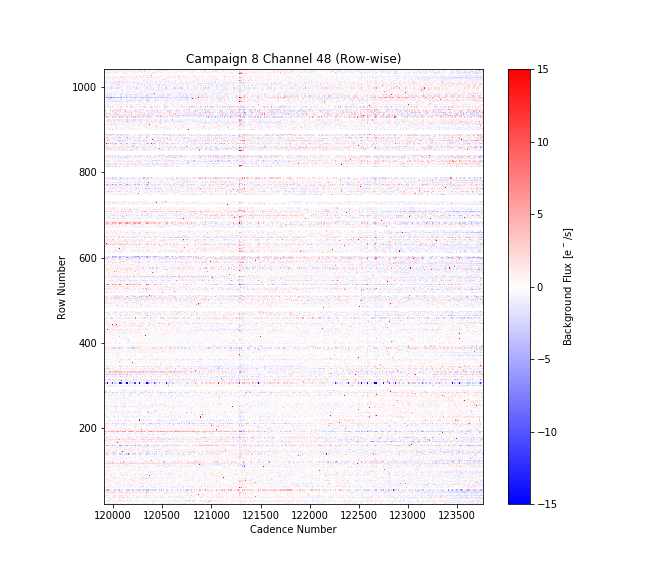 Campaign 8 Channel 48 (Row-wise)
1000
800
600
400
200
Row Number
120000 120500 121000 121500 122000 122500 123000 123500
Cadence Number
15
10
5
0
−5
−10
−15
Background Flux [e⁻/s]